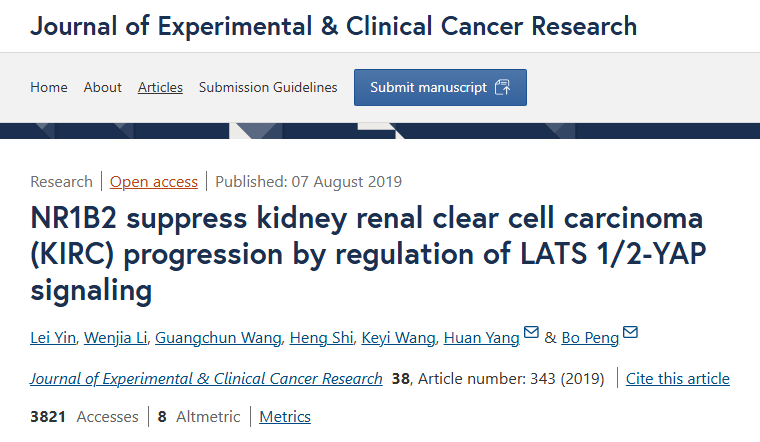 Journal of Experimental & Clinical Cancer Research
Home About Articles Submission Guidelines Submit manuscript
Research Open access Published: 07 August 2019
NR1B2 suppress kidney renal clear cell carcinoma
(KIRC) progression by regulation of LATS 1/2-YAP
signaling
Lei Yin, Wenjia Li, Guangchun Wang, Heng Shi, Keyi Wang, Huan Yang & Bo Peng
Journal of Experimental & Clinical Cancer Research 38, Article number: 343 (2019) Cite this article
3821 Accesses 8 Altmetric Metrics